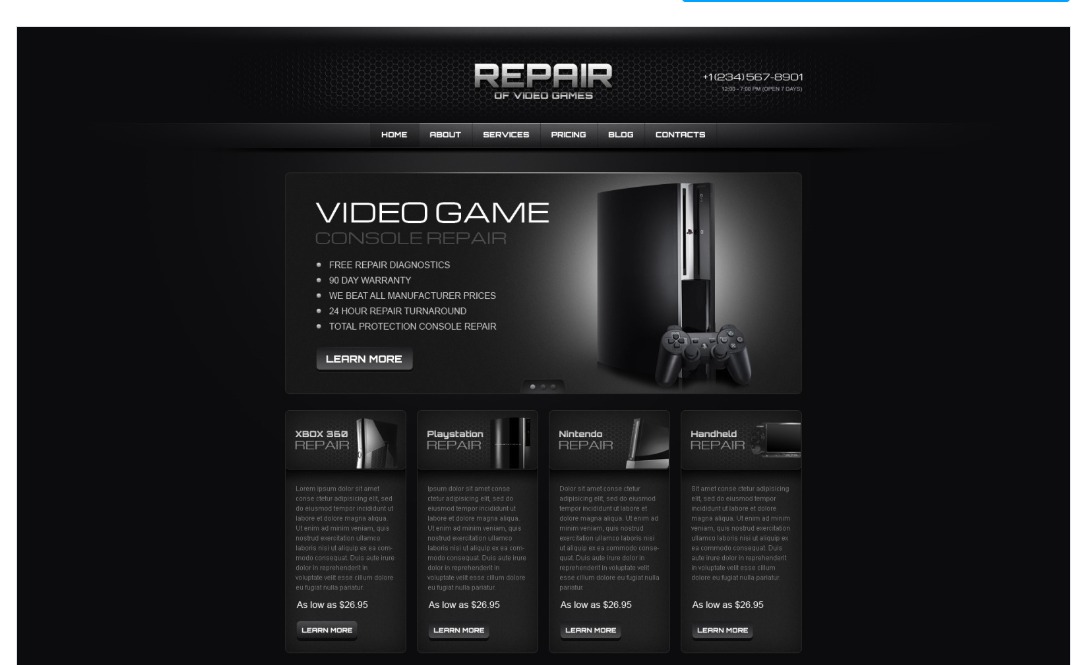 REPAIR
OF VIDEO GAMES
+1(234)567-8901
12:00 - 7:00 PM (OPEN 7 DAYS)
HOME ABOUT SERVICES PRICING BLOG CONTACTS
VIDEO GAME
CONSOLE REPAIR
FREE REPAIR DIAGNOSTICS
90 DAY WARRANTY
WE BEAT ALL MANUFACTURER PRICES
24 HOUR REPAIR TURNAROUND
TOTAL PROTECTION CONSOLE REPAIR
LEARN MORE
XBOX 360
REPAIR
Lorem ipsum dolor sit amet
conse ctetur adipisicing elit, sed
do eiusmod tempor incididunt ut
labore et dolore magna aliqua.
Ut enim ad minim veniam, quis
nostrud exercitation ullamco
laboris nisi ut aliquip ex ea com-
modo consequat. Duis aute irure
dolor in reprehenderit in
voluptate velit esse cillum dolore
eu fugiat nulla pariatur.
As low as $26.95
LEARN MORE
Playstation
REPAIR
Ipsum dolor sit amet conse
ctetur adipisicing elit, sed do
eiusmod tempor incididunt ut
labore et dolore magna aliqua.
Ut enim ad minim veniam, quis
nostrud exercitation ullamco
laboris nisi ut aliquip ex ea com-
modo consequat. Duis aute irure
dolor in reprehenderit in
voluptate velit esse cillum dolore
eu fugiat nulla pariatur.
As low as $26.95
LEARN MORE
Nintendo
REPAIR
Dolor sit amet conse ctetur
adipisicing elit, sed do eiusmod
tempor incididunt ut labore et
dolore magna aliqua. Ut enim ad
minim veniam, quis nostrud
exercitation ullamco laboris nisi
ut aliquip ex ea commodo conse-
quat. Duis aute irure dolor in
reprehenderit in voluptate velit
esse cillum dolore eu fugiat nulla
pariatur.
As low as $26.95
LEARN MORE
Handheld
REPAIR
Sit amet conse ctetur adipisicing
elit, sed do eiusmod tempor
incididunt ut labore et dolore
magna aliqua. Ut enim ad minim
veniam, quis nostrud exercitation
ullamco laboris nisi ut aliquip ex
ea commodo consequat. Duis
aute irure dolor in reprehenderit
in voluptate velit esse cillum
dolore eu fugiat nulla pariatur.
As low as $26.95
LEARN MORE